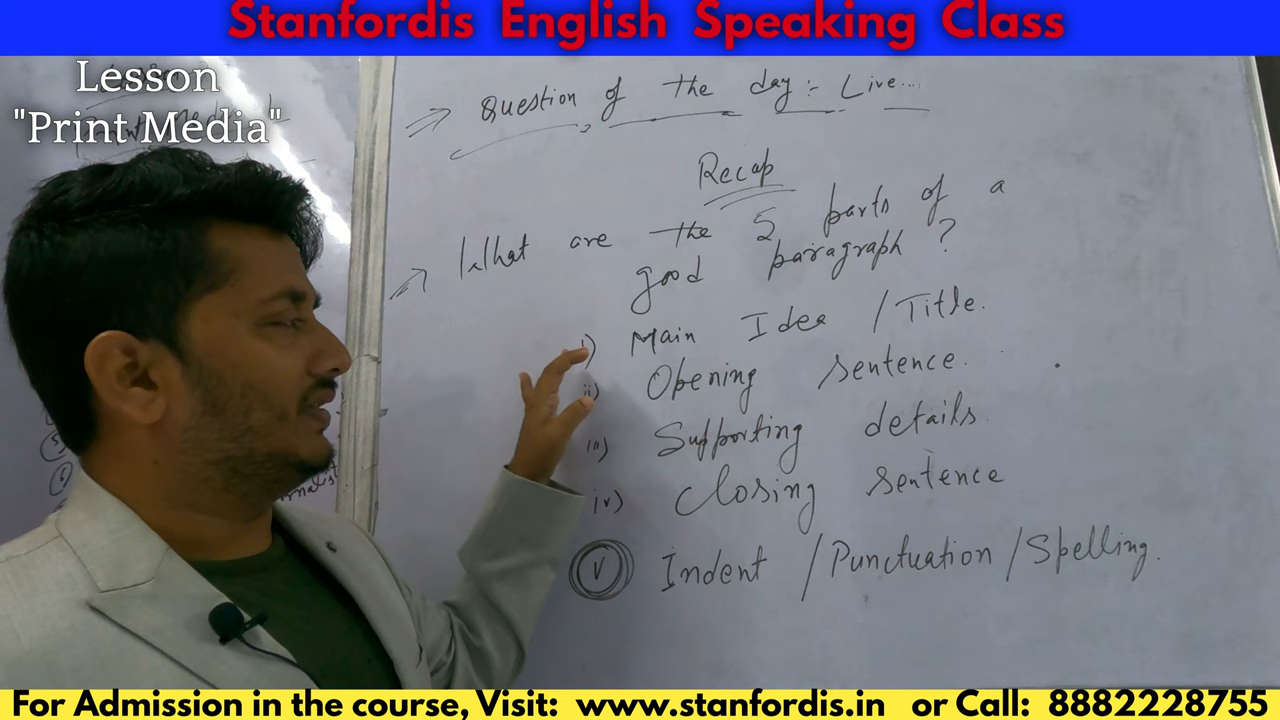 Stanfordis English Speaking Class
Lesson
"Print Media"
Question of the day:- Live...
Recap
What are the 5 parts of a
good paragraph?
i) Main Idea / Title.
ii) Opening sentence.
iii) Supporting details.
iv) Closing sentence
v Indent / Punctuation / Spelling.
For Admission in the course, Visit: www.stanfordis.in or Call: 8882228755